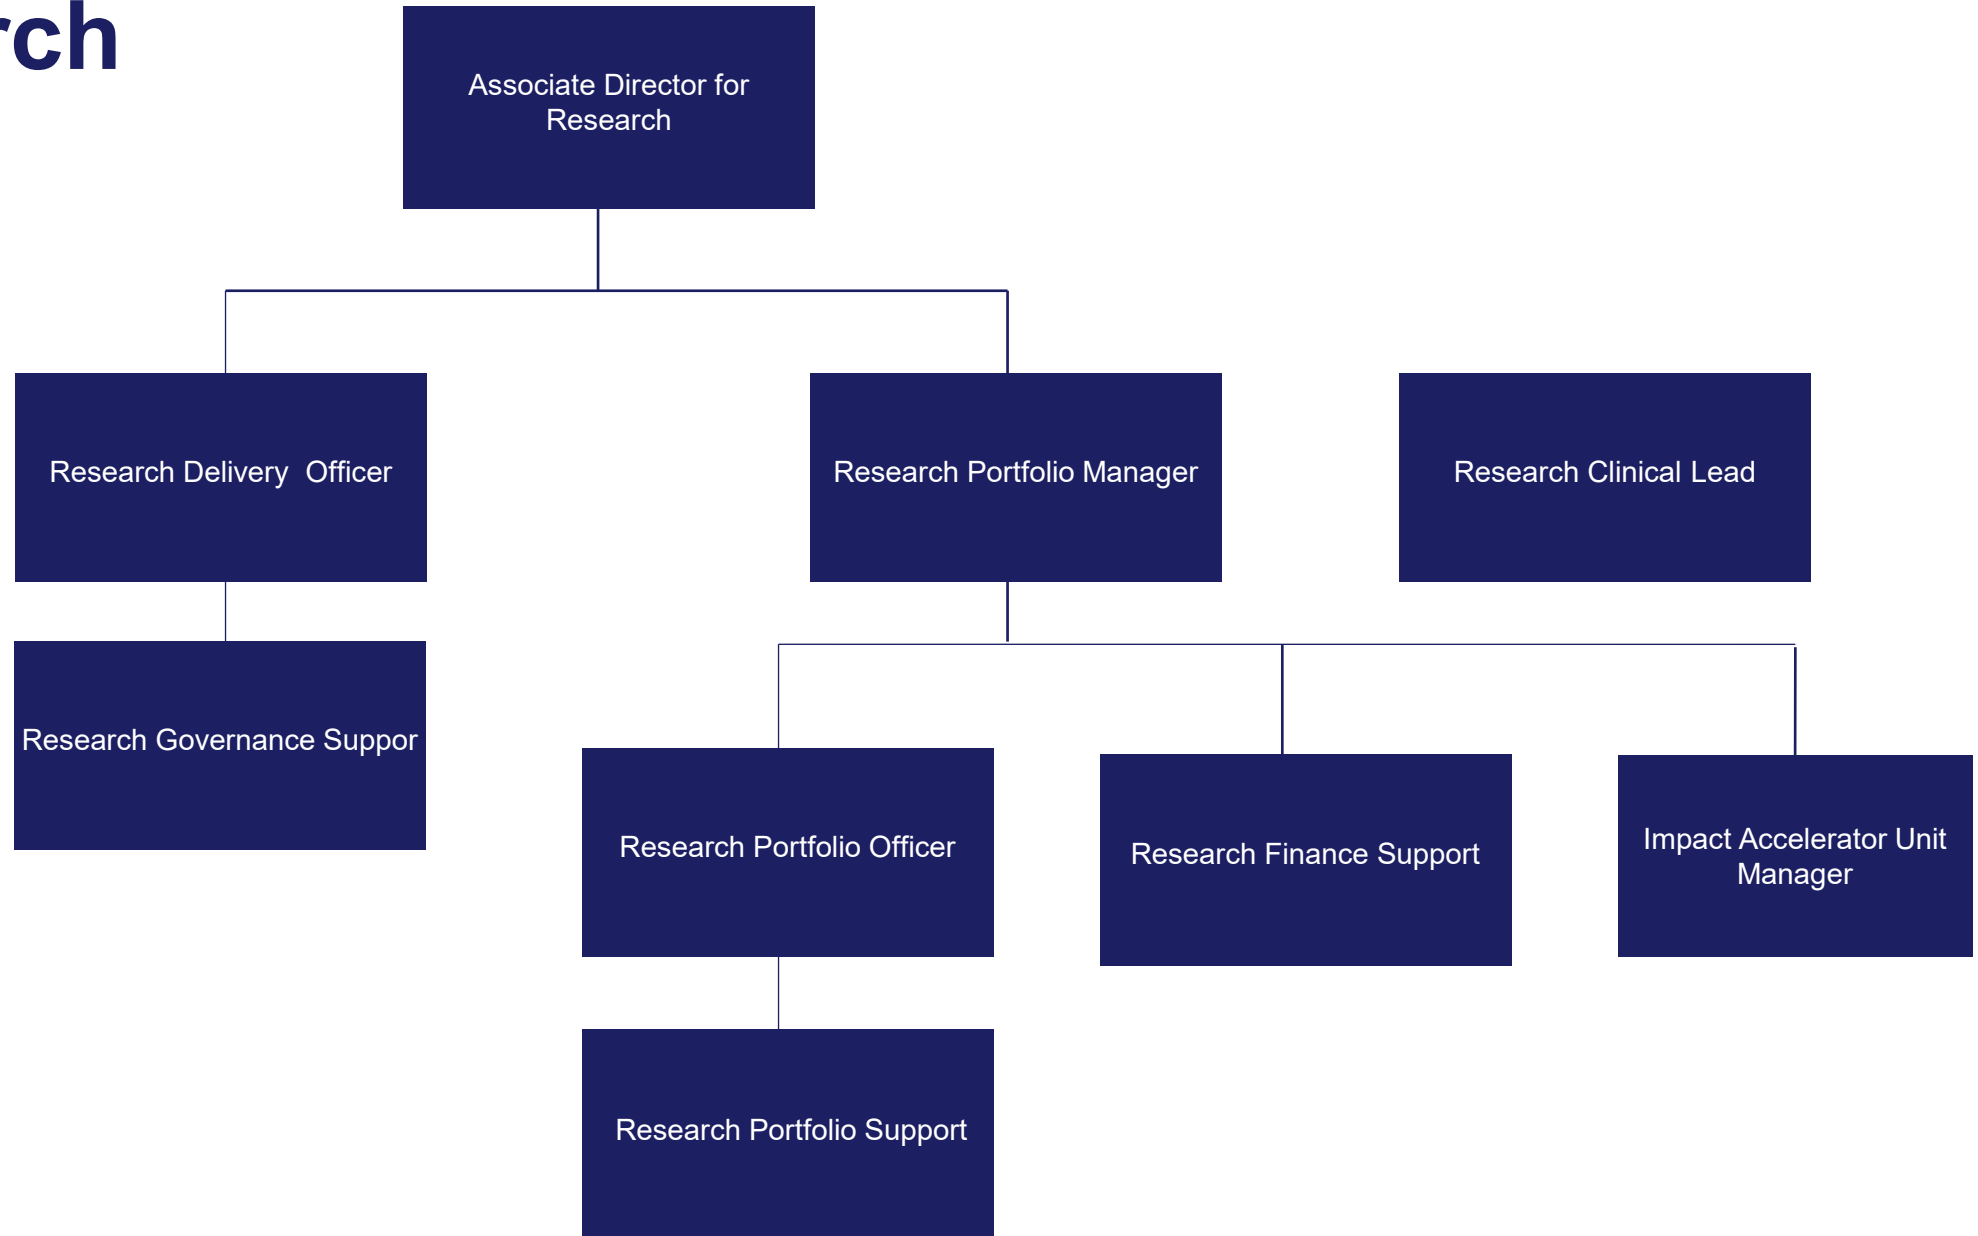 rch
Associate Director for
Research
Research Delivery  Officer
Research Portfolio Manager
Research Clinical Lead
Research Governance Suppor
Research Portfolio Officer
Research Finance Support
Impact Accelerator Unit
Manager
Research Portfolio Support